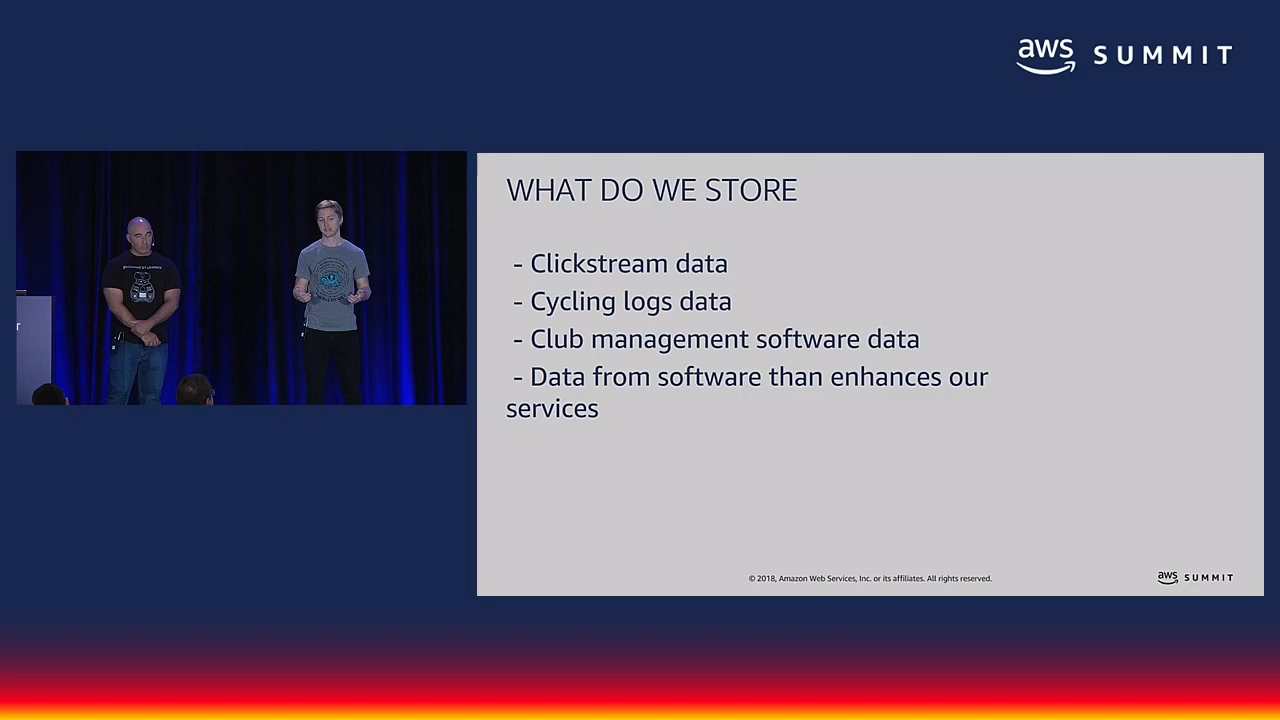 aws SUMMIT
WHAT DO WE STORE
- Clickstream data
- Cycling logs data
- Club management software data
- Data from software than enhances our
services
© 2018, Amazon Web Services, Inc. or its affiliates. All rights reserved.
aws SUMMIT